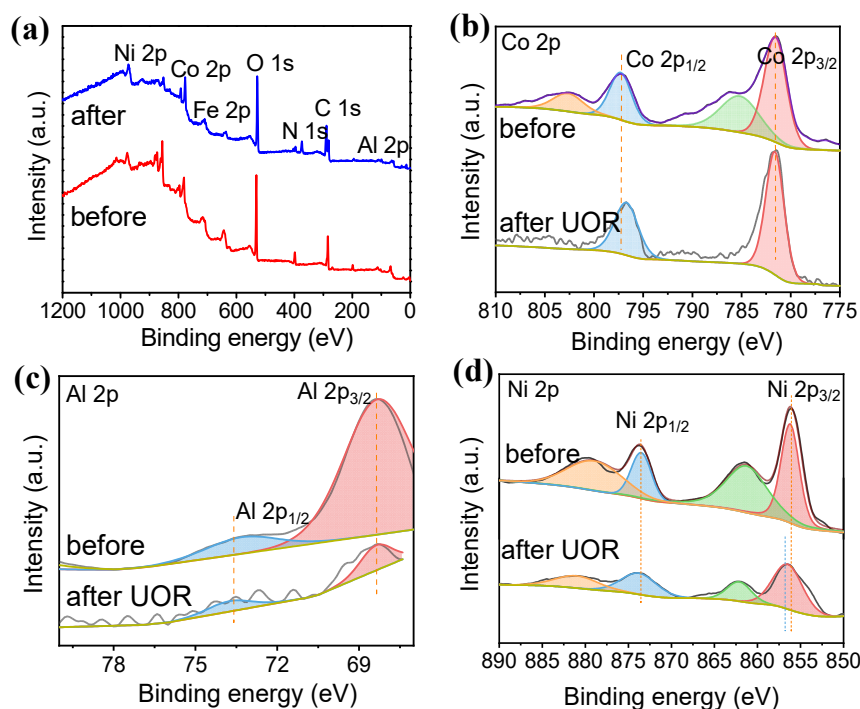 (a)
Ni 2p
Co 2p
O 1s
after
Fe 2p
N 1s
C 1s
Al 2p
before
Intensity (a.u.)
1200 1000 800 600 400 200 0
Binding energy (eV)
(b)
Co 2p
Co 2p1/2
Co 2p3/2
before
after UOR
Intensity (a.u.)
810 805 800 795 790 785 780 775
Binding energy (eV)
(c)
Al 2p
Al 2p3/2
Al 2p1/2
before
after UOR
Intensity (a.u.)
78 75 72 69
Binding energy (eV)
(d)
Ni 2p
Ni 2p3/2
Ni 2p1/2
before
after UOR
Intensity (a.u.)
890 885 880 875 870 865 860 855 850
Binding energy (eV)